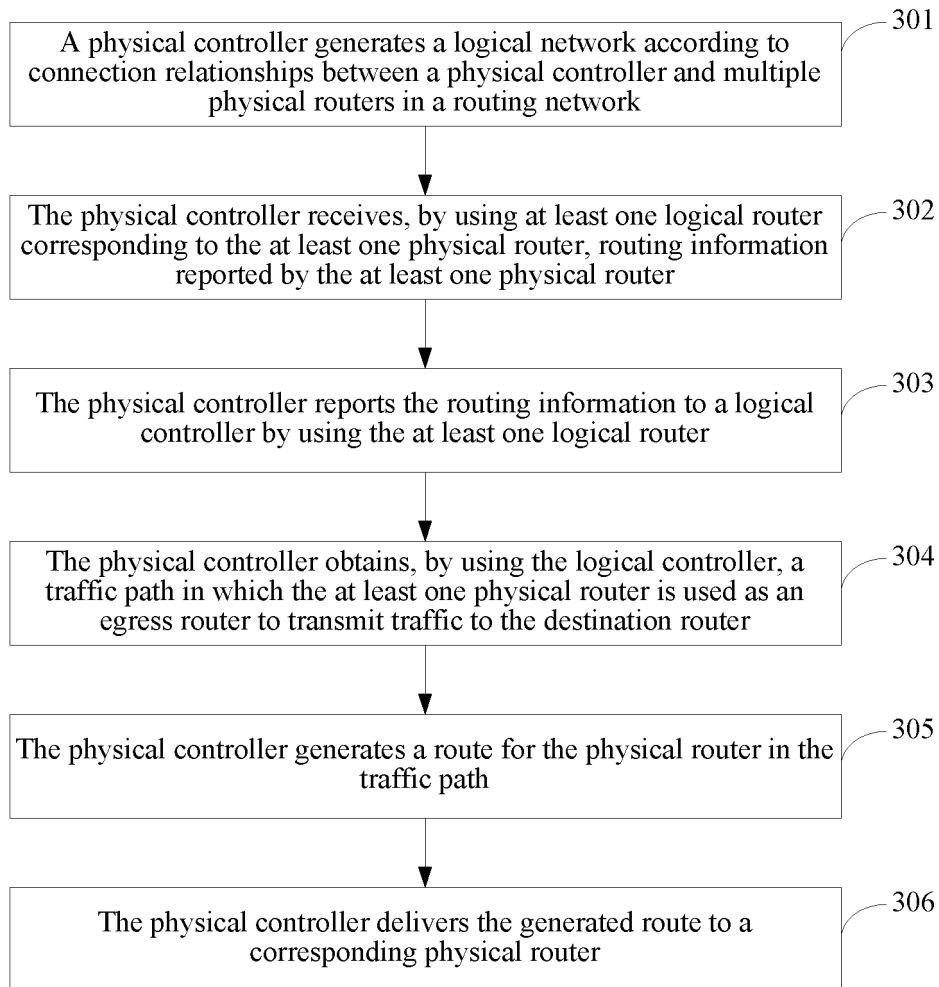 301
A physical controller generates a logical network according to
connection relationships between a physical controller and multiple
physical routers in a routing network
302
The physical controller receives, by using at least one logical router
corresponding to the at least one physical router, routing information
reported by the at least one physical router
303
The physical controller reports the routing information to a logical
controller by using the at least one logical router
304
The physical controller obtains, by using the logical controller, a
traffic path in which the at least one physical router is used as an
egress router to transmit traffic to the destination router
305
The physical controller generates a route for the physical router in the
traffic path
306
The physical controller delivers the generated route to a
corresponding physical router